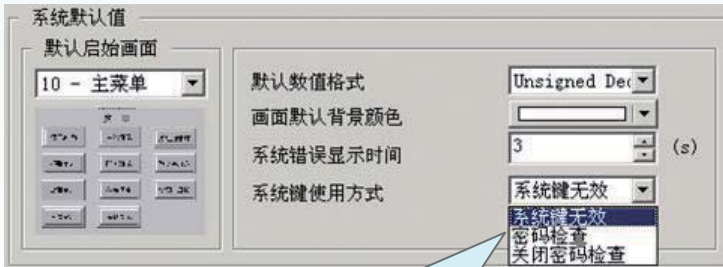 系统默认值
默认启始画面
10 - 主菜单
默认数值格式
Unsigned Dec
画面默认背景颜色
系统错误显示时间
3
(s)
系统键使用方式
系统键无效
系统键无效
密码检查
关闭密码检查